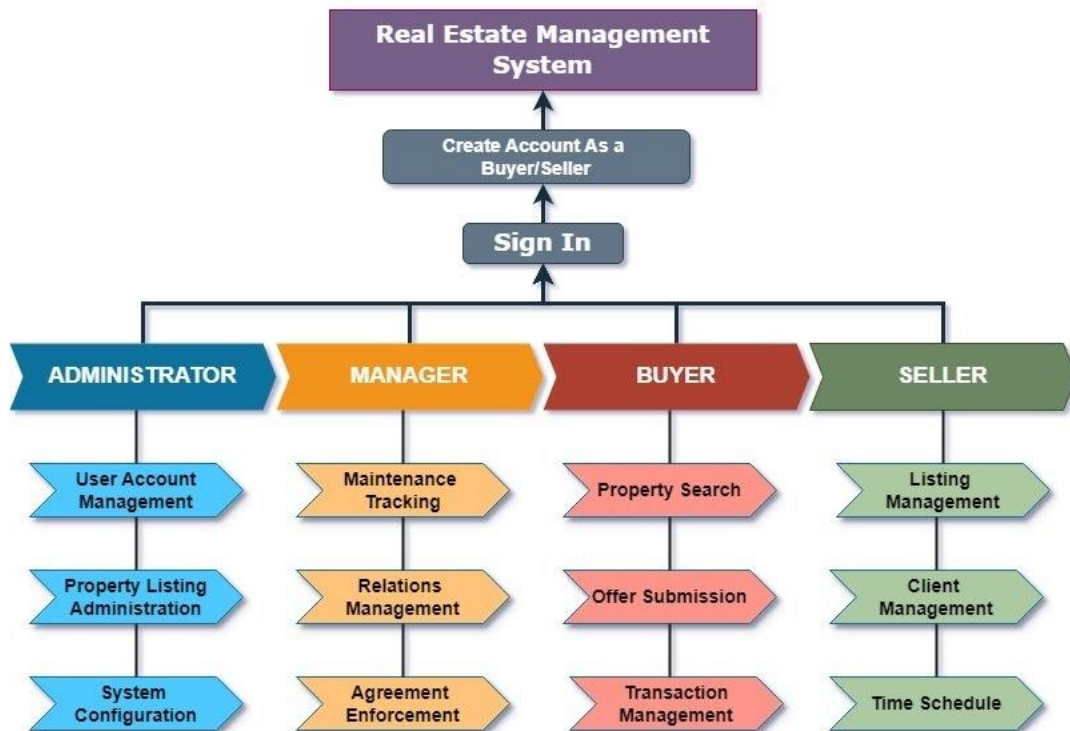 Real Estate Management
System
Create Account As a
Buyer/Seller
Sign In
ADMINISTRATOR
MANAGER
BUYER
SELLER
User Account
Management
Maintenance
Tracking
Property Search
Listing
Management
Property Listing
Administration
Relations
Management
Offer Submission
Client
Management
System
Configuration
Agreement
Enforcement
Transaction
Management
Time Schedule